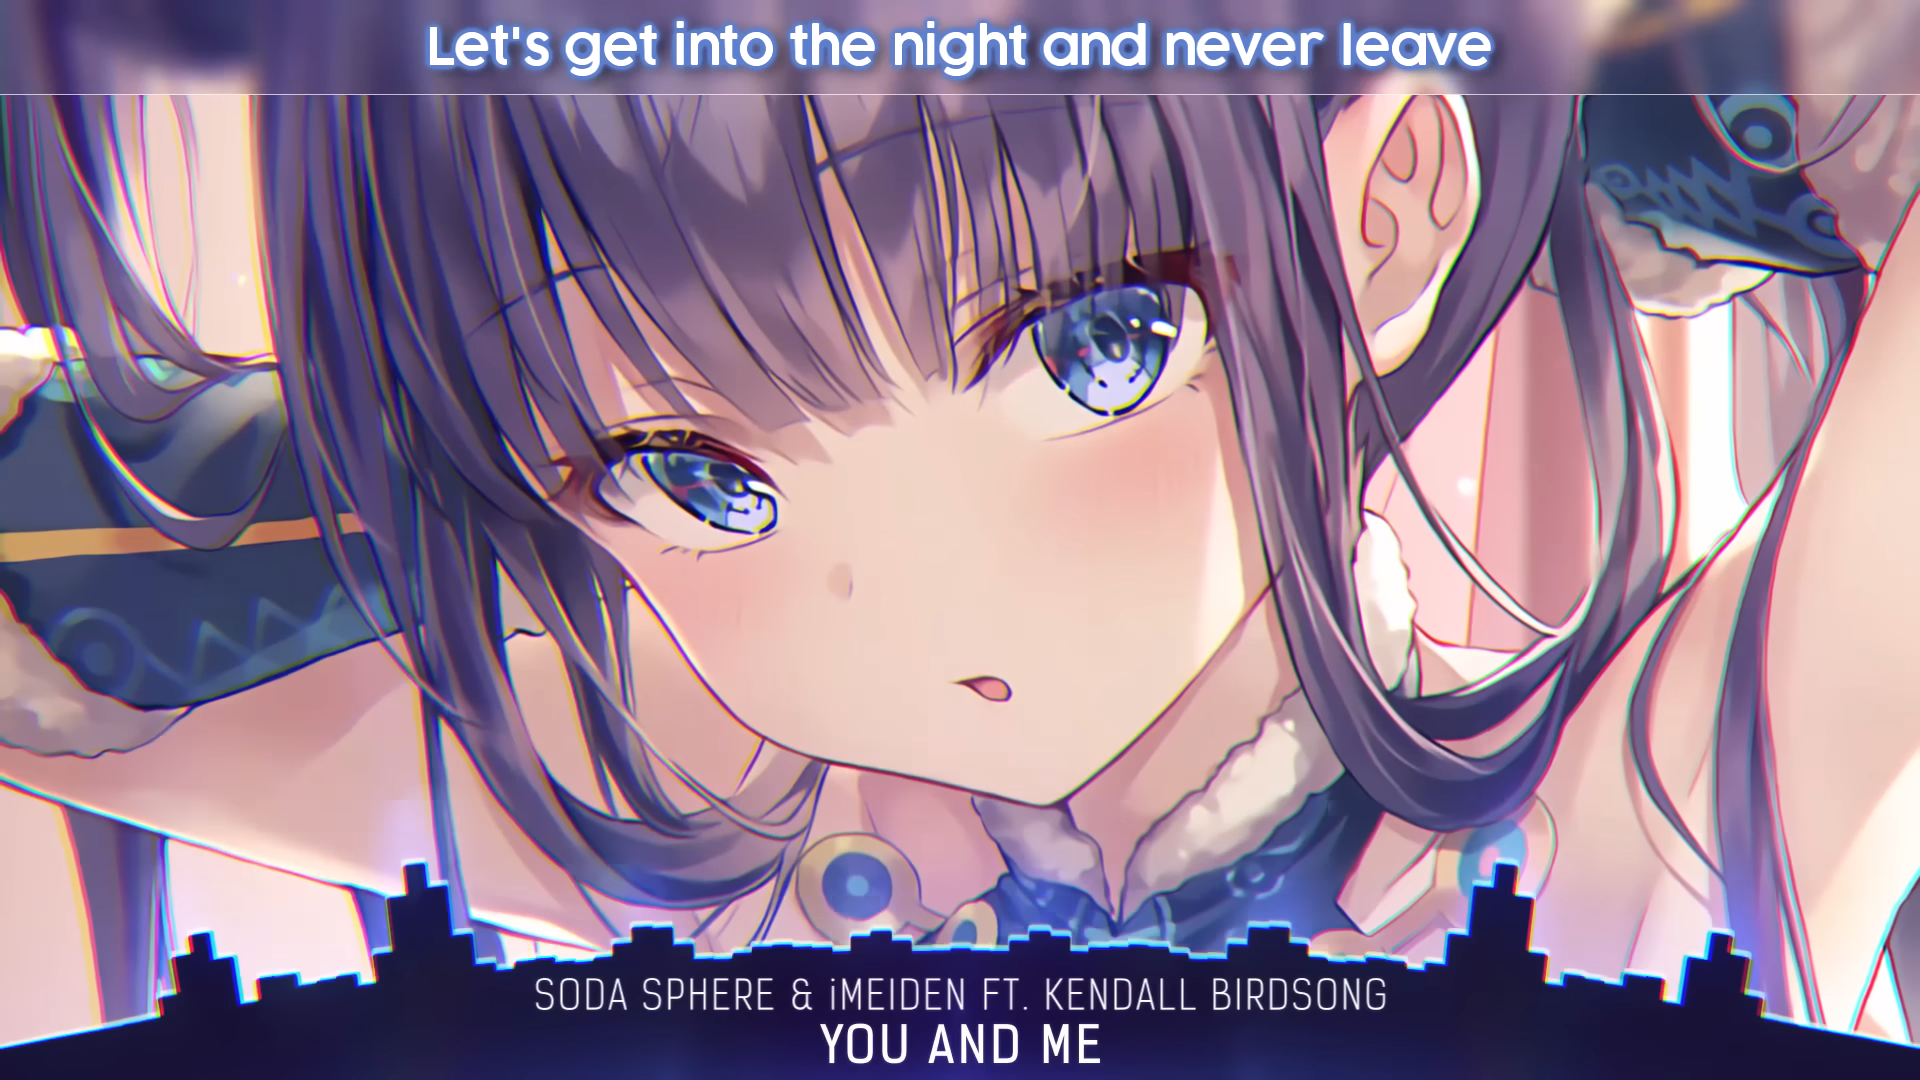 Let's get into the night and never leave
SODA SPHERE & iMEIDEN FT. KENDALL BIRDSONG
YOU AND ME